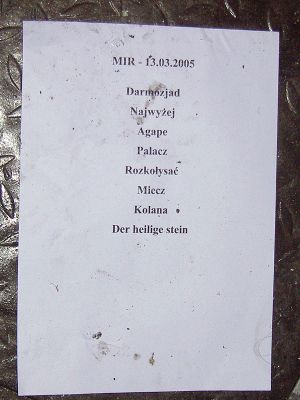 MIR - 13.03.2005
Darmozjad
Najwyżej
Agape
Palacz
Rozkołysać
Miecz
Kolana
Der heilige stein